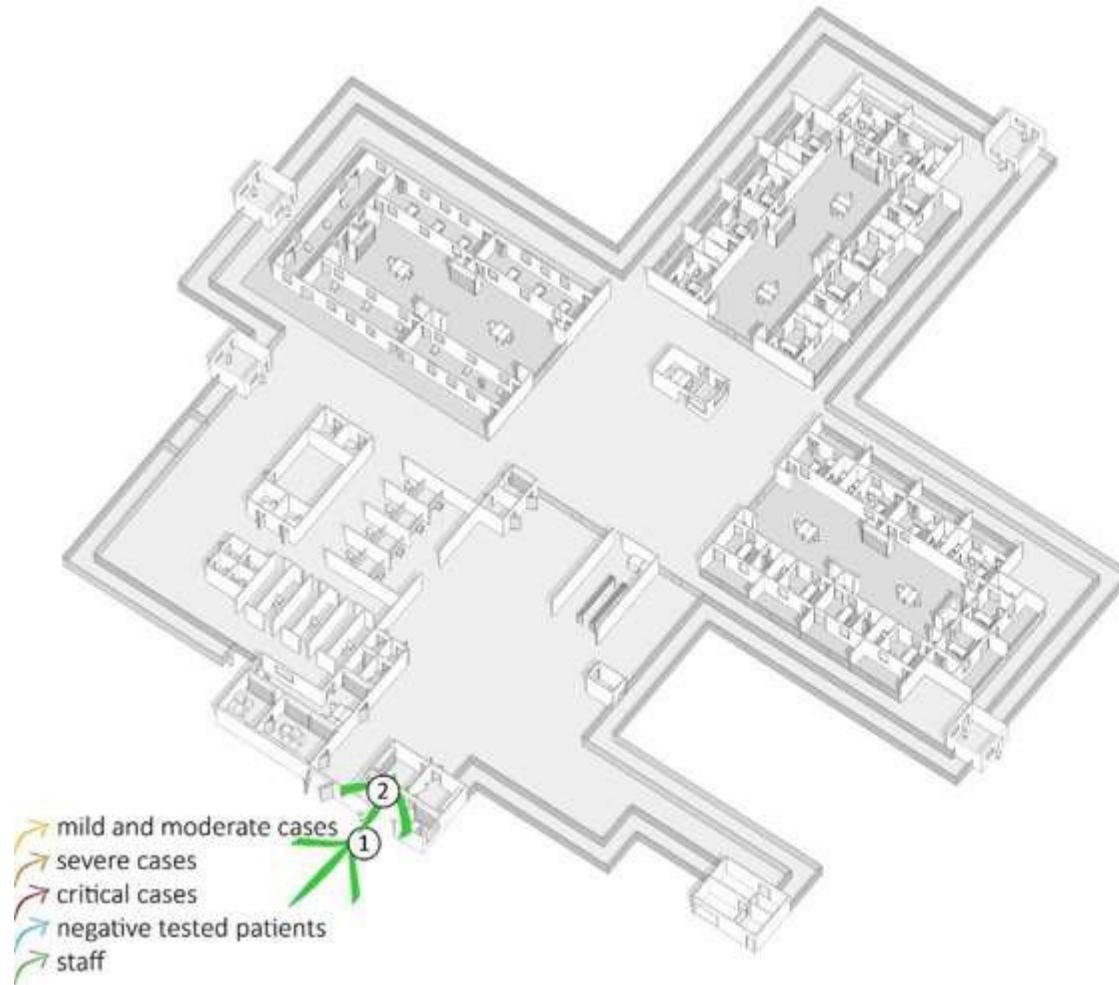 2
1
mild and moderate cases
severe cases
critical cases
negative tested patients
staff